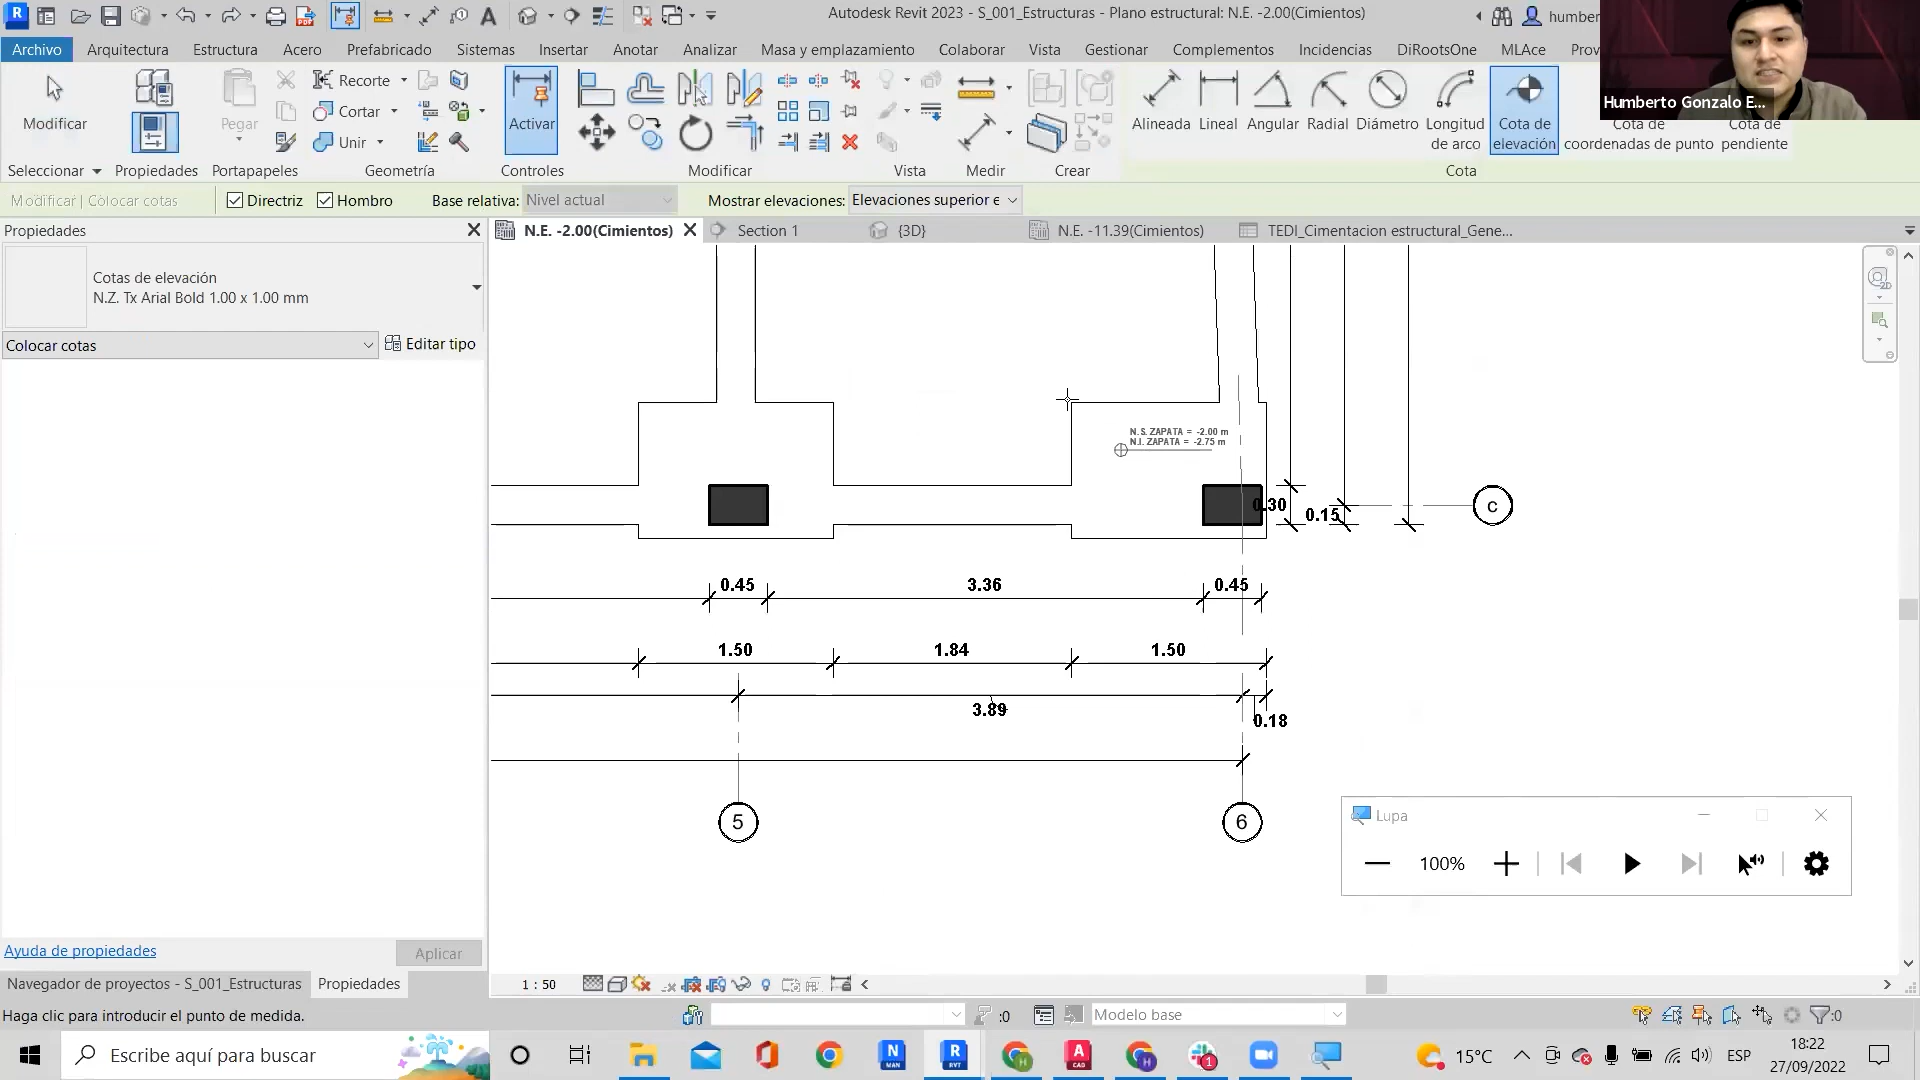 Autodesk Revit 2023 - S_001_Estructuras - Plano estructural: N.E. -2.00(Cimientos)
Archivo Arquitectura Estructura Acero Prefabricado Sistemas Insertar Anotar Analizar Masa y emplazamiento Colaborar Vista Gestionar Complementos Incidencias DiRootsOne MLAce
Humberto Gonzalo E...
Modificar
Pegar
Recorte
Cortar
Unir
Activar
Alineada Lineal Angular Radial Diámetro
Longitud de arco
Cota de elevación
Cota de coordenadas de punto
Cota de pendiente
Seleccionar Propiedades Portapapeles Geometría Controles Modificar Vista Medir Crear Cota
Modificar | Colocar cotas Directriz Hombro Base relativa: Nivel actual Mostrar elevaciones: Elevaciones superior e
Propiedades
N.E. -2.00(Cimientos) Section 1 {3D} N.E. -11.39(Cimientos) TEDI_Cimentacion estructural_Gene...
Cotas de elevación
N.Z. Tx Arial Bold 1.00 x 1.00 mm
Colocar cotas Editar tipo
N.S. ZAPATA = -2.00 m
N.I. ZAPATA = -2.75 m
0.30
0.15
C
0.45 3.36 0.45
1.50 1.84 1.50
3.89
0.18
5 6
Lupa
100%
Ayuda de propiedades Aplicar
Navegador de proyectos - S_001_Estructuras Propiedades
1 : 50
Haga clic para introducir el punto de medida.
:0
Modelo base
:0
Escribe aquí para buscar
15°C
ESP
18:22
27/09/2022